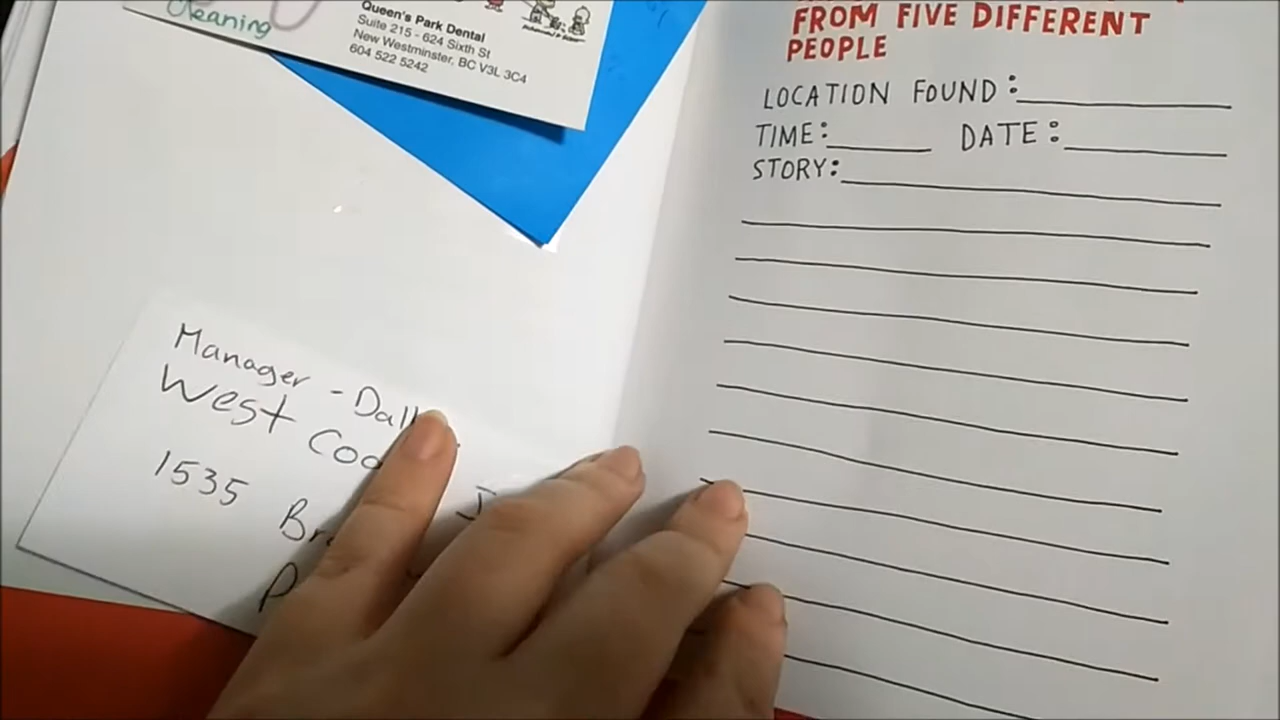 Cleaning
Queen's Park Dental
Suite 215 - 624 Sixth St
New Westminster, BC V3L 3C4
604 522 5242
Manager - Dall
West Coa
1535 Br
FROM FIVE DIFFERENT
PEOPLE
LOCATION FOUND:
TIME: DATE:
STORY: